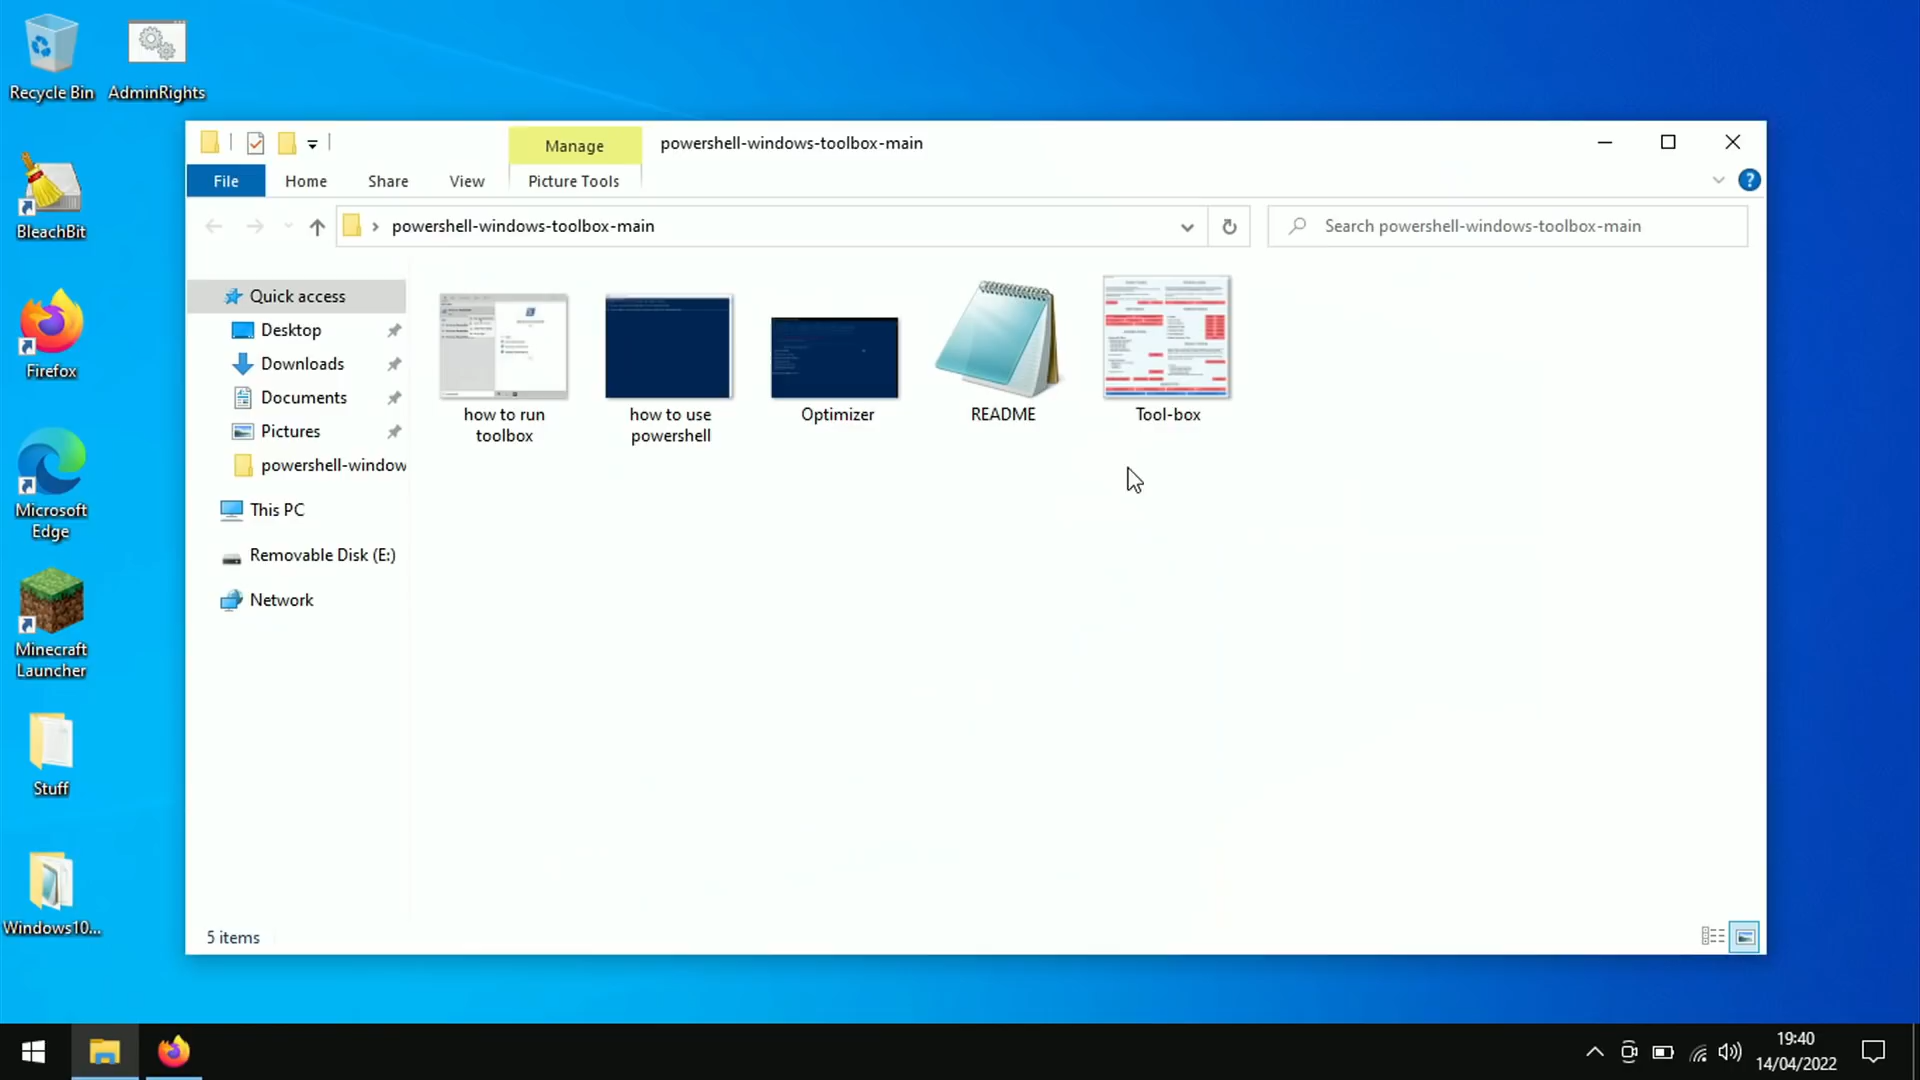 Recycle Bin
AdminRights
BleachBit
Firefox
Microsoft
Edge
Minecraft
Launcher
Stuff
Windows10...
Manage
powershell-windows-toolbox-main
File
Home
Share
View
Picture Tools
?
powershell-windows-toolbox-main
Search powershell-windows-toolbox-main
Quick access
Desktop
Downloads
Documents
Pictures
powershell-window
This PC
Removable Disk (E:)
Network
how to run
toolbox
how to use
powershell
Optimizer
README
Tool-box
5 items
19:40
14/04/2022